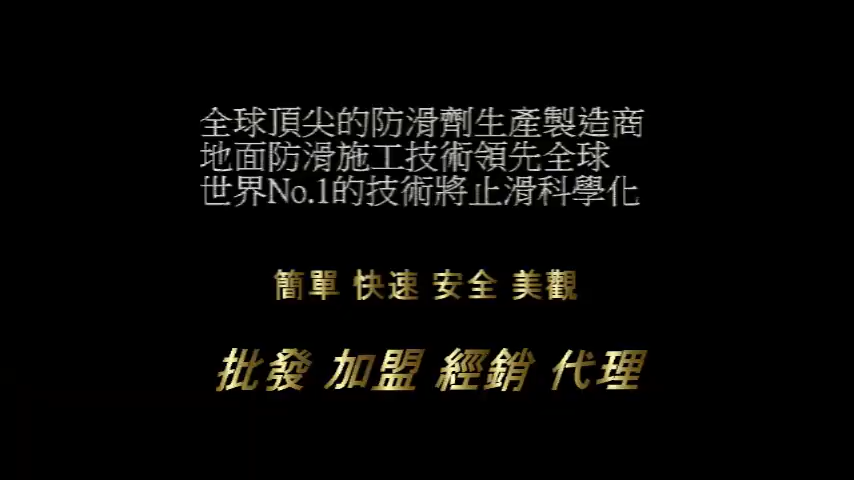 全球頂尖的防滑劑生產製造商
地面防滑施工技術領先全球
世界No.1的技術將止滑科學化
簡單 快速 安全 美觀
批發 加盟 經銷 代理